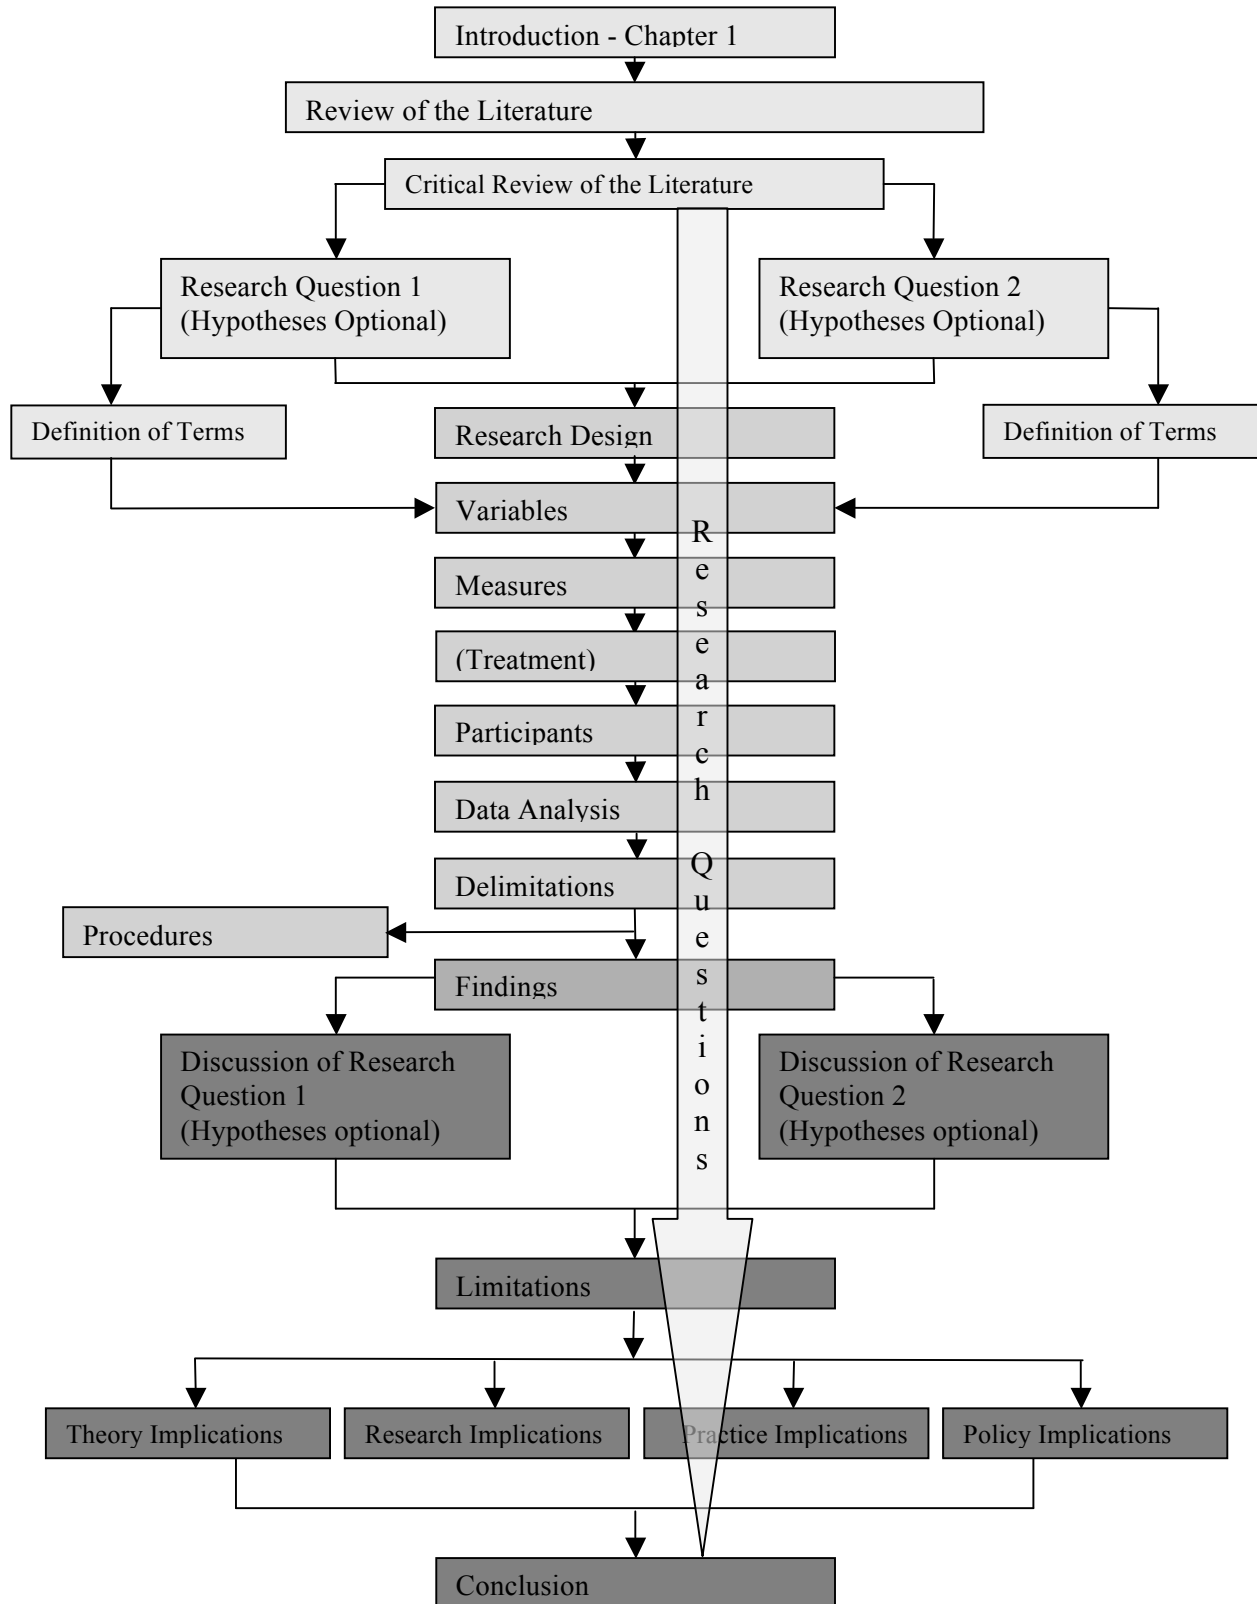 Introduction - Chapter 1
Review of the Literature
Critical Review of the Literature
Research Question 1
(Hypotheses Optional)
Research Question 2
(Hypotheses Optional)
Definition of Terms
Research Design
Definition of Terms
Variables
Measures
(Treatment)
Participants
Data Analysis
Delimitations
Procedures
Findings
Research Questions
Discussion of Research
Question 1
(Hypotheses optional)
Discussion of Research
Question 2
(Hypotheses optional)
Limitations
Theory Implications
Research Implications
Practice Implications
Policy Implications
Conclusion